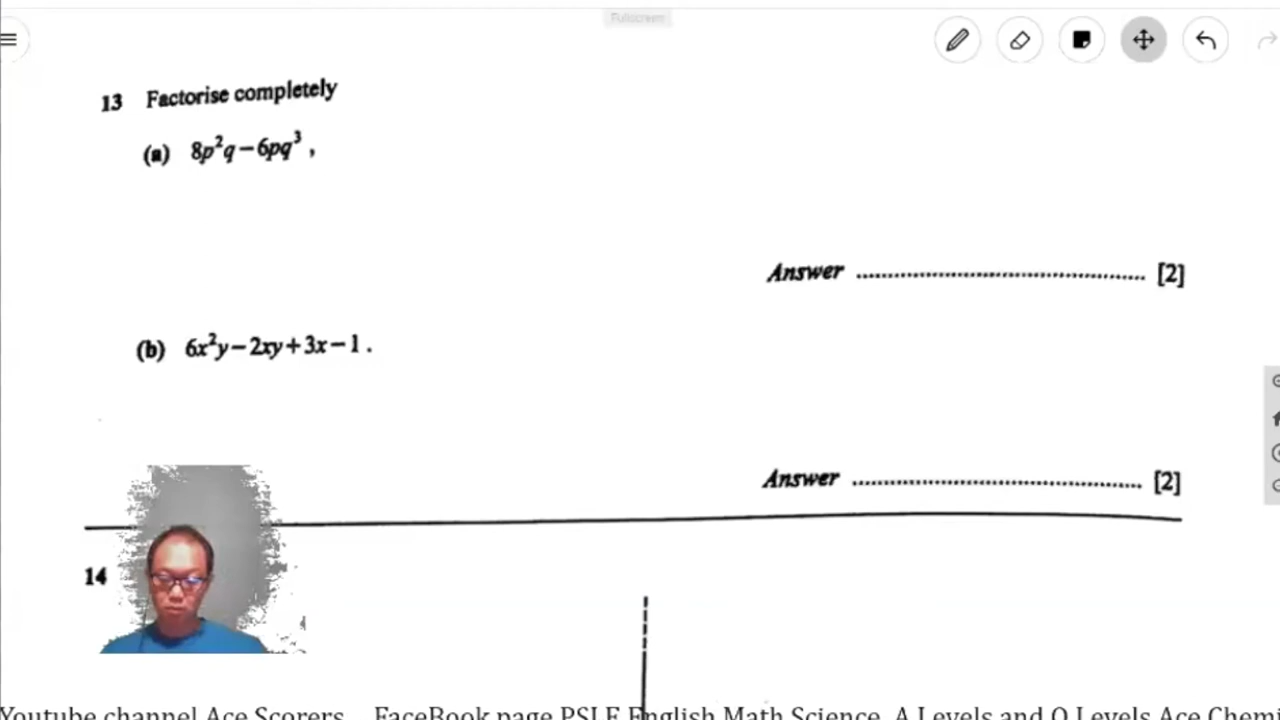 Fullscreen
13 Factorise completely
(a) 8p²q – 6pq³ ,
Answer ............................................. [2]
(b) 6x²y – 2xy + 3x – 1 .
Answer ............................................. [2]
14
Youtube channel Ace Scorers FaceBook page PSLE English Math Science, A Levels and O Levels Ace